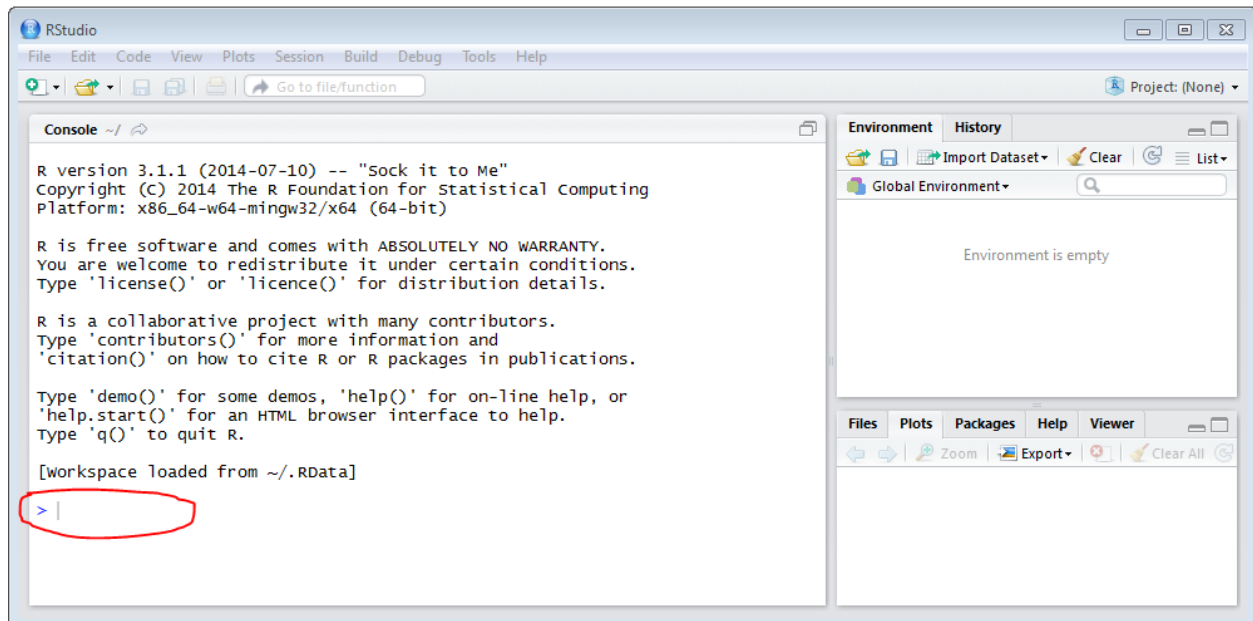 RStudio
File Edit Code View Plots Session Build Debug Tools Help
Go to file/function
Project: (None)
Console ~/
R version 3.1.1 (2014-07-10) -- "Sock it to Me"
Copyright (C) 2014 The R Foundation for Statistical Computing
Platform: x86_64-w64-mingw32/x64 (64-bit)
R is free software and comes with ABSOLUTELY NO WARRANTY.
You are welcome to redistribute it under certain conditions.
Type 'license()' or 'licence()' for distribution details.
R is a collaborative project with many contributors.
Type 'contributors()' for more information and
'citation()' on how to cite R or R packages in publications.
Type 'demo()' for some demos, 'help()' for on-line help, or
'help.start()' for an HTML browser interface to help.
Type 'q()' to quit R.
[Workspace loaded from ~/.RData]
>
Environment History
Import Dataset Clear List
Global Environment
Environment is empty
Files Plots Packages Help Viewer
Zoom Export Clear All